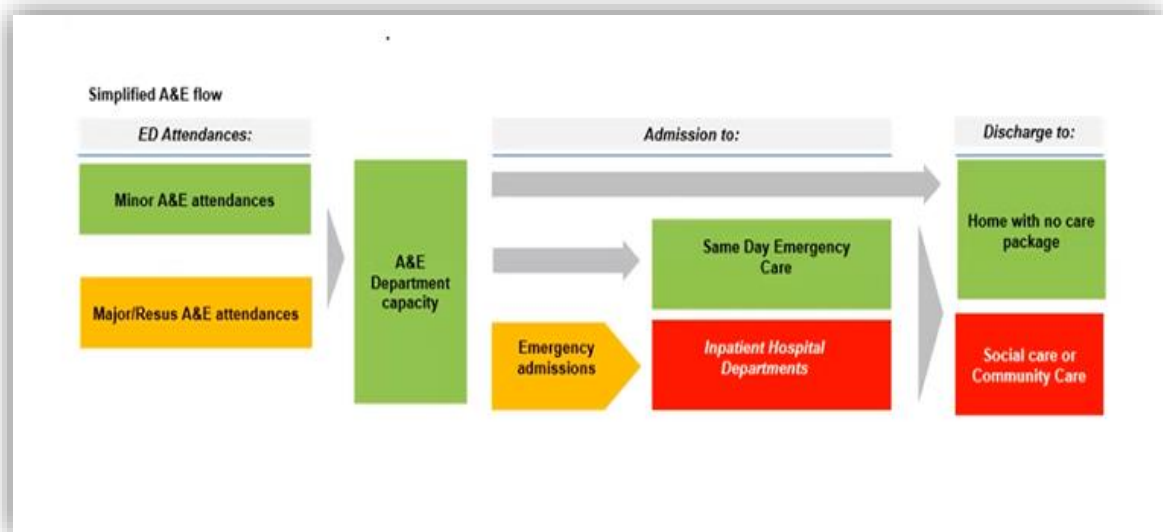 Simplified A&E flow
ED Attendances:
Admission to:
Discharge to:
Minor A&E attendances
Major/Resus A&E attendances
A&E
Department
capacity
Emergency
admissions
Same Day Emergency
Care
Inpatient Hospital
Departments
Home with no care
package
Social care or
Community Care